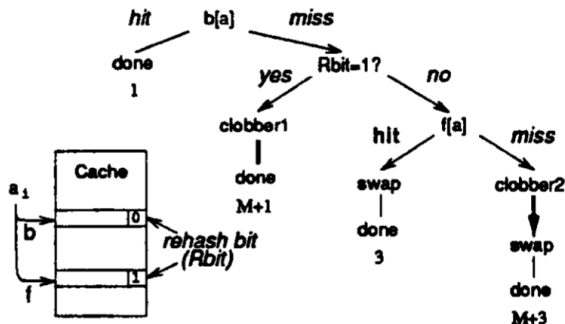 hit b[a] miss
done
1
Rbit=1?
yes no
clobber1
done
M+1
f[a]
hit miss
swap
done
3
clobber2
swap
done
M+3
Cache
a i
b
0
rehash bit
(Rbit)
f
1